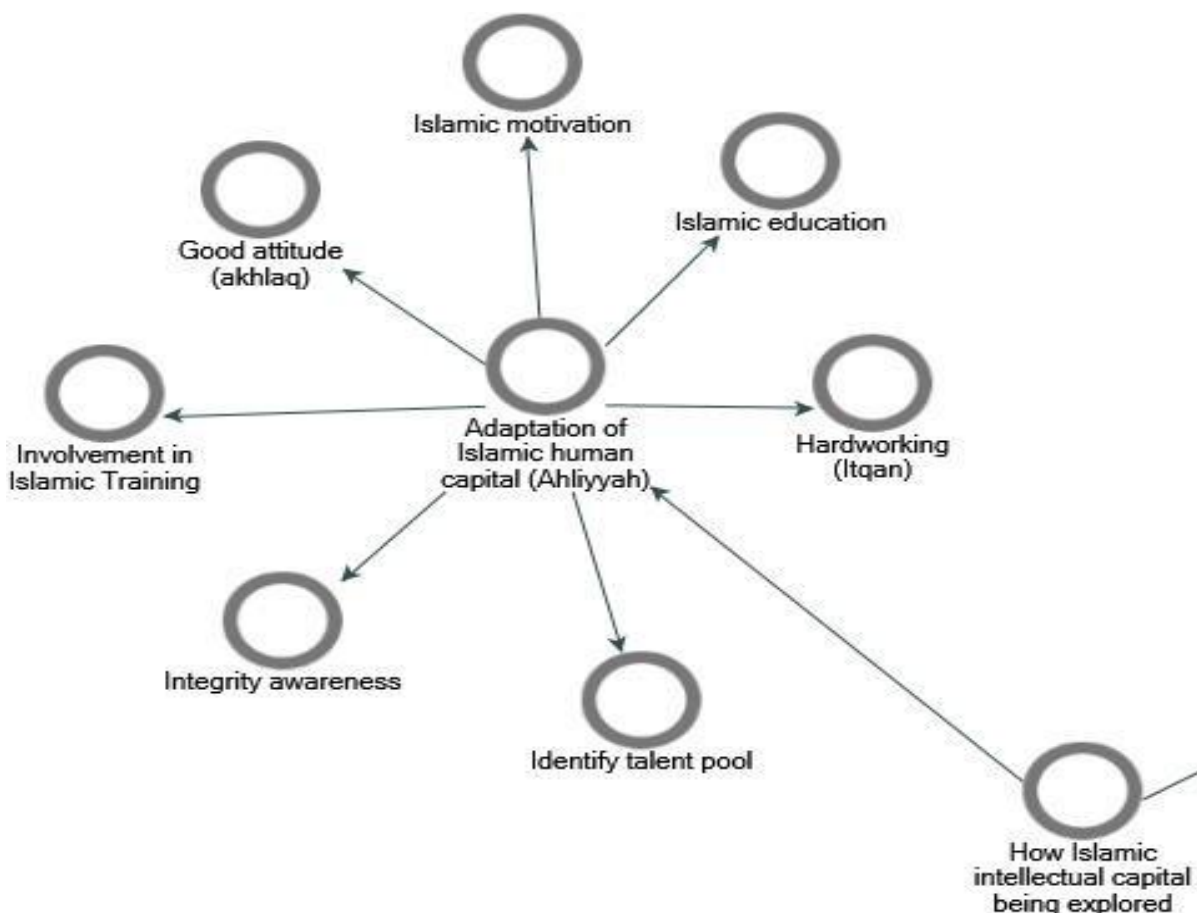 Islamic motivation
Islamic education
Good attitude
(akhlaq)
Adaptation of
Islamic human
capital (Ahliyyah)
Hardworking
(Itqan)
Involvement in
Islamic Training
Integrity awareness
Identify talent pool
How Islamic
intellectual capital
being explored